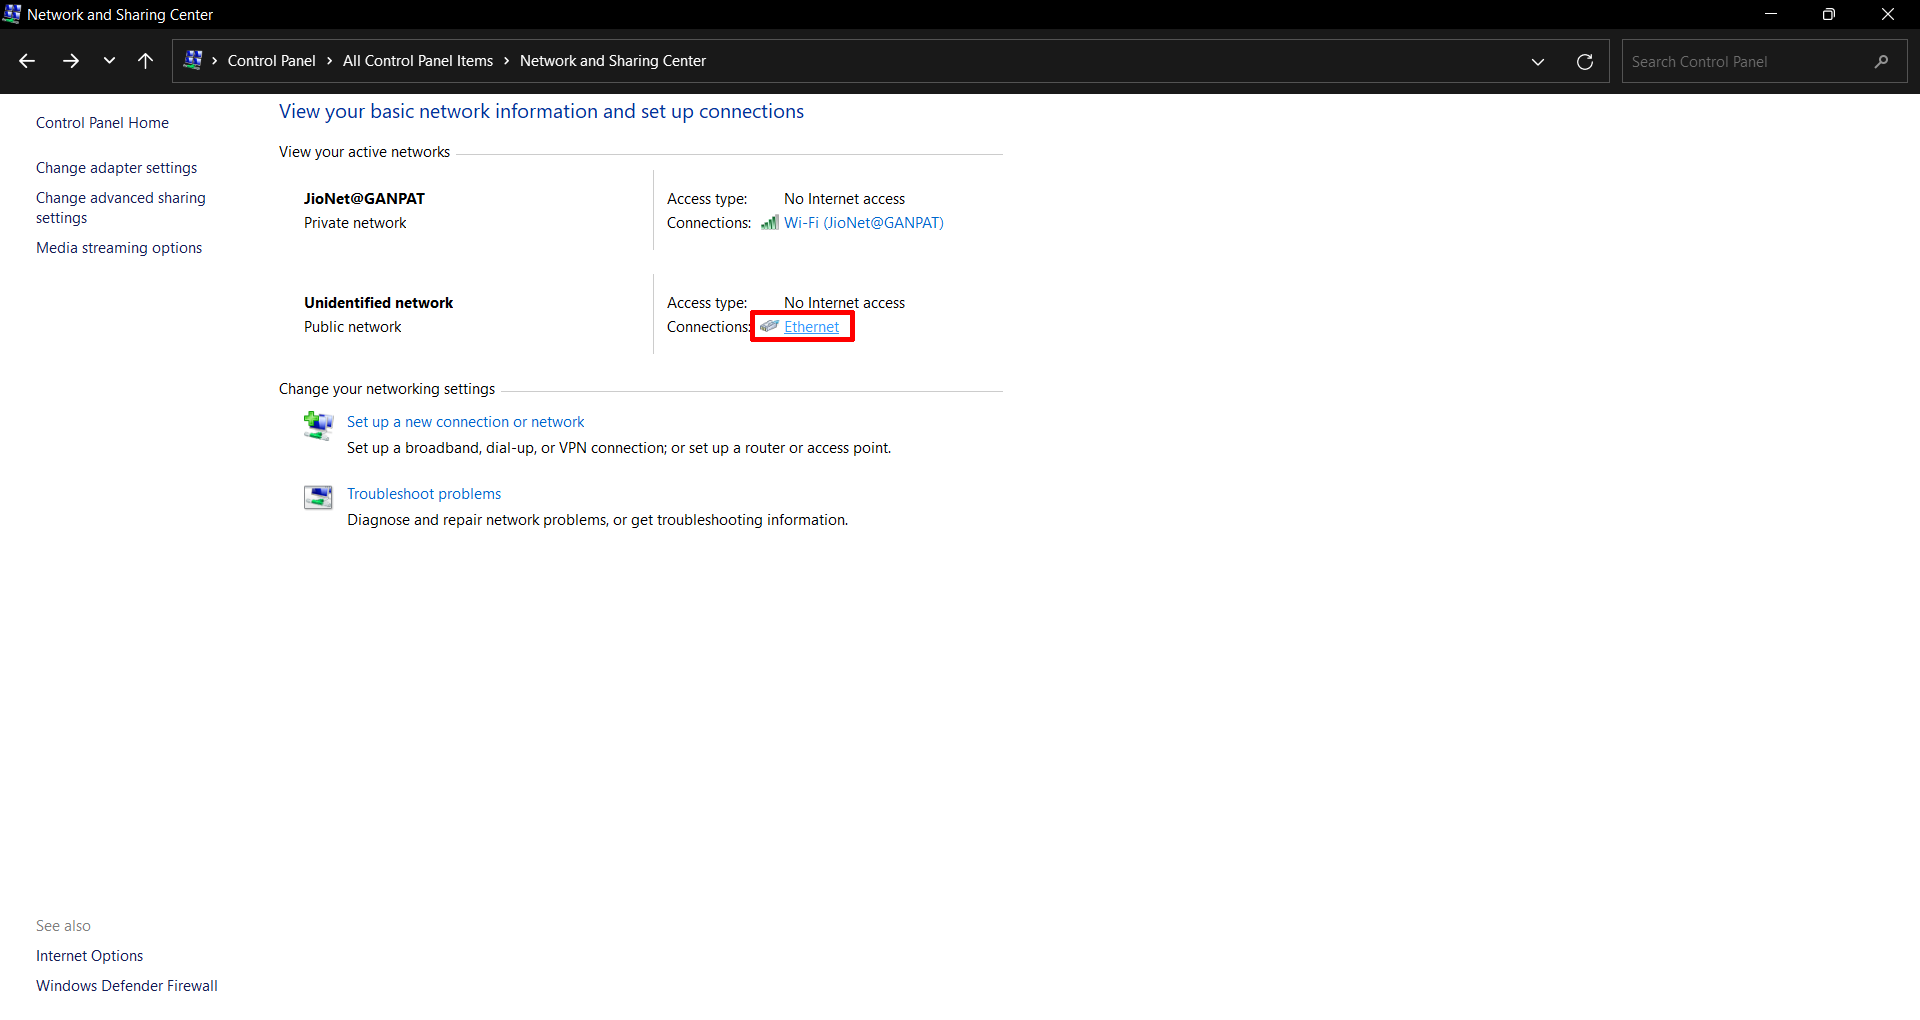 Network and Sharing Center
Control Panel › All Control Panel Items › Network and Sharing Center
Search Control Panel
Control Panel Home
Change adapter settings
Change advanced sharing
settings
Media streaming options
View your basic network information and set up connections
View your active networks
JioNet@GANPAT
Private network
Access type: No Internet access
Connections: Wi-Fi (JioNet@GANPAT)
Unidentified network
Public network
Access type: No Internet access
Connections: Ethernet
Change your networking settings
Set up a new connection or network
Set up a broadband, dial-up, or VPN connection; or set up a router or access point.
Troubleshoot problems
Diagnose and repair network problems, or get troubleshooting information.
See also
Internet Options
Windows Defender Firewall